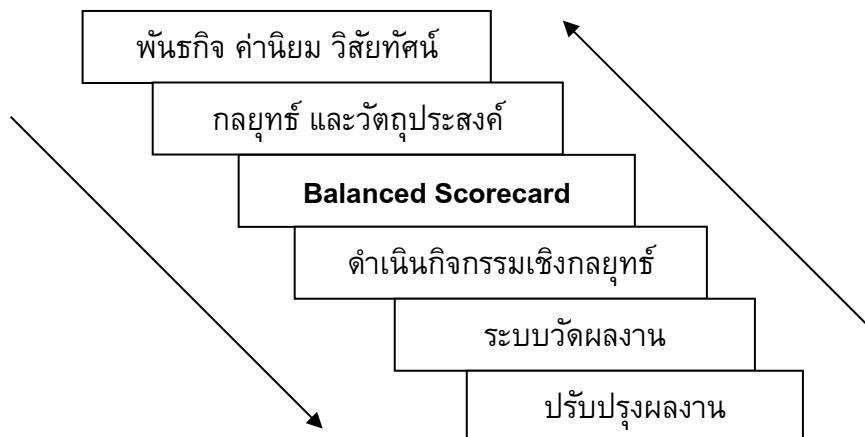 พันธกิจ ค่านิยม วิสัยทัศน์
กลยุทธ์ และวัตถุประสงค์
Balanced Scorecard
ดำเนินกิจกรรมเชิงกลยุทธ์
ระบบวัดผลงาน
ปรับปรุงผลงาน